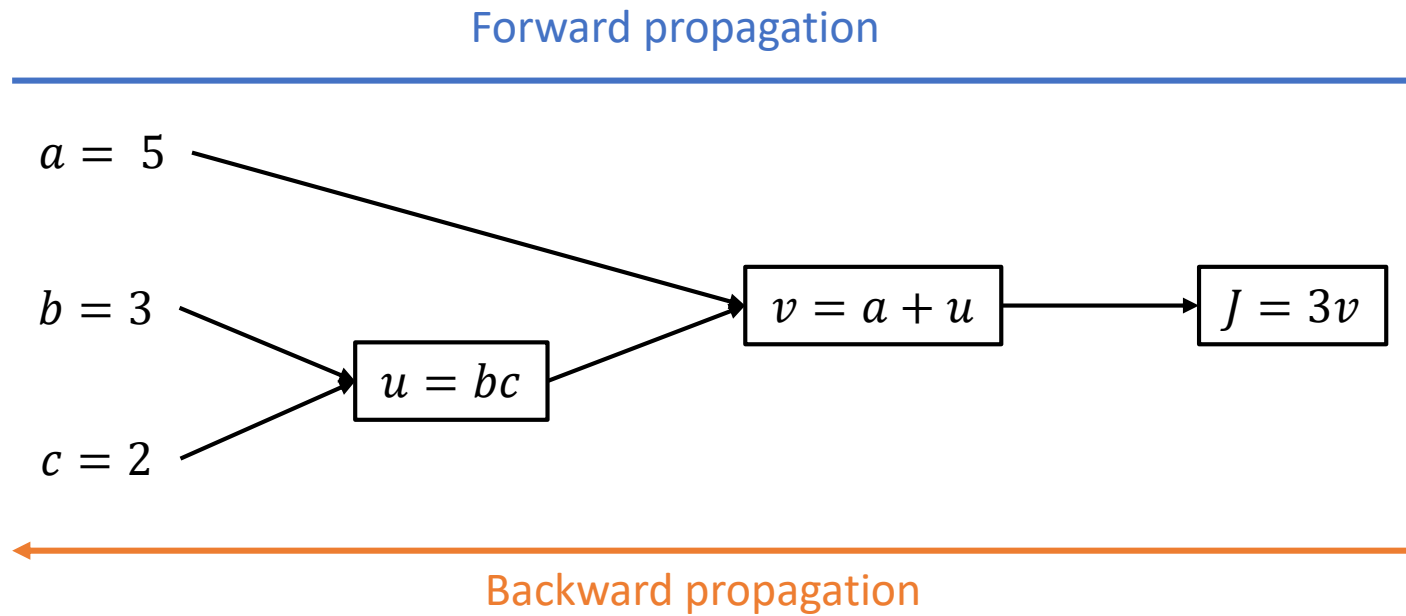 Forward propagation
a = 5
b = 3
c = 2
u = bc
v = a + u
J = 3v
Backward propagation